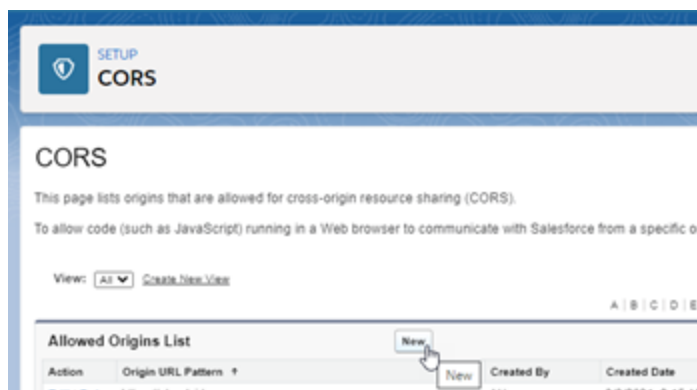 SETUP
CORS
CORS
This page lists origins that are allowed for cross-origin resource sharing (CORS).
To allow code (such as JavaScript) running in a Web browser to communicate with Salesforce from a specific o
View: All Create New View
A | B | C | D | E
Allowed Origins List New
New
Action Origin URL Pattern ↑ Created By Created Date